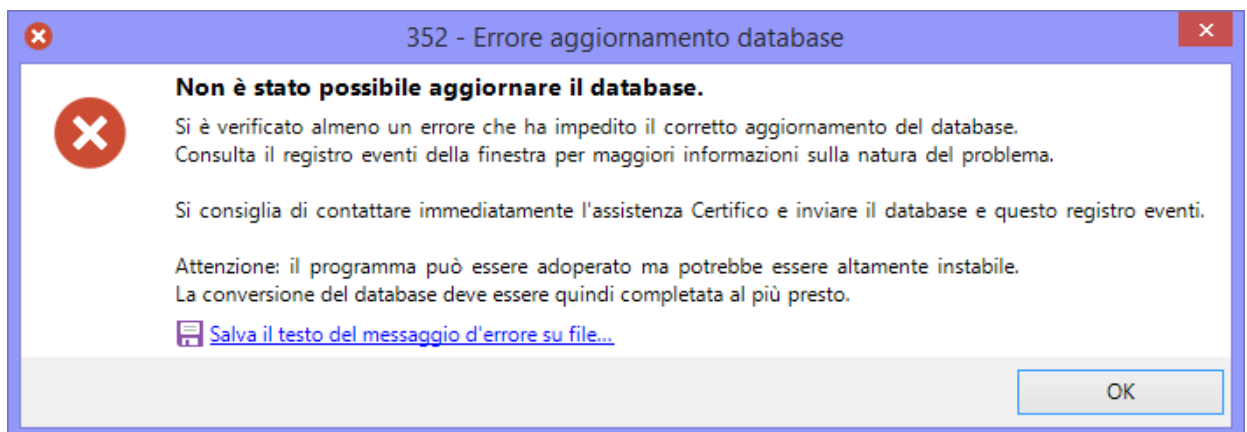 352 - Errore aggiornamento database
Non è stato possibile aggiornare il database.
Si è verificato almeno un errore che ha impedito il corretto aggiornamento del database.
Consulta il registro eventi della finestra per maggiori informazioni sulla natura del problema.
Si consiglia di contattare immediatamente l'assistenza Certifico e inviare il database e questo registro eventi.
Attenzione: il programma può essere adoperato ma potrebbe essere altamente instabile.
La conversione del database deve essere quindi completata al più presto.
Salva il testo del messaggio d'errore su file...
OK